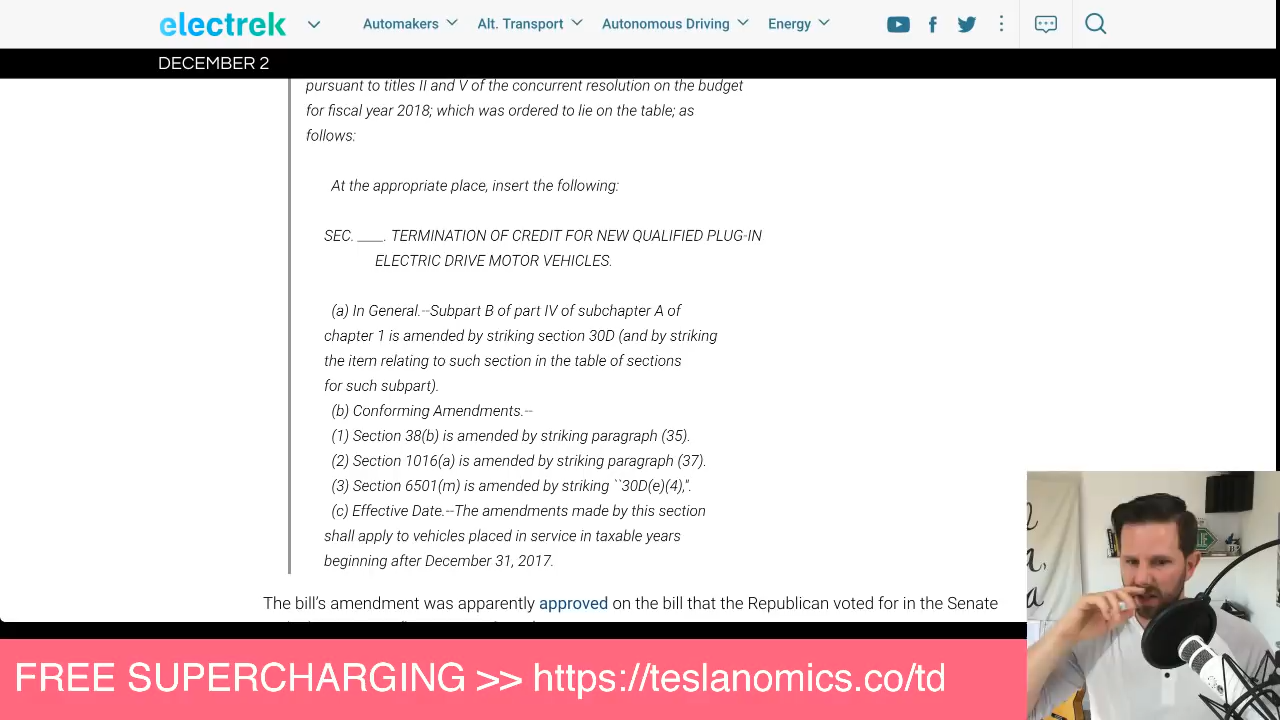 electrek
Automakers Alt. Transport Autonomous Driving Energy
DECEMBER 2
pursuant to titles II and V of the concurrent resolution on the budget
for fiscal year 2018; which was ordered to lie on the table; as
follows:
At the appropriate place, insert the following:
SEC. ___. TERMINATION OF CREDIT FOR NEW QUALIFIED PLUG-IN
ELECTRIC DRIVE MOTOR VEHICLES.
(a) In General.--Subpart B of part IV of subchapter A of
chapter 1 is amended by striking section 30D (and by striking
the item relating to such section in the table of sections
for such subpart).
(b) Conforming Amendments.--
(1) Section 38(b) is amended by striking paragraph (35).
(2) Section 1016(a) is amended by striking paragraph (37).
(3) Section 6501(m) is amended by striking ``30D(e)(4),''.
(c) Effective Date.--The amendments made by this section
shall apply to vehicles placed in service in taxable years
beginning after December 31, 2017.
The bill's amendment was apparently approved on the bill that the Republican voted for in the Senate
FREE SUPERCHARGING >> https://teslanomics.co/td